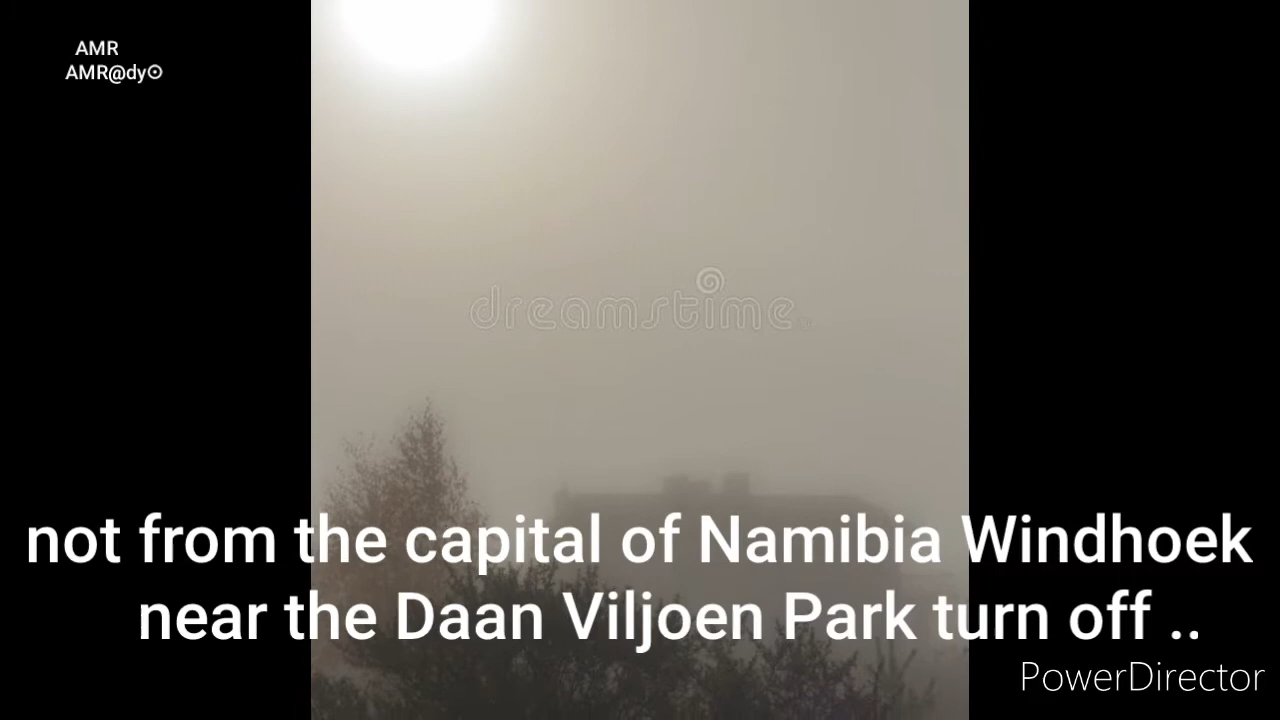 AMR
AMR@dy⊙
dreamstime
not from the capital of Namibia Windhoek
near the Daan Viljoen Park turn off ..
PowerDirector